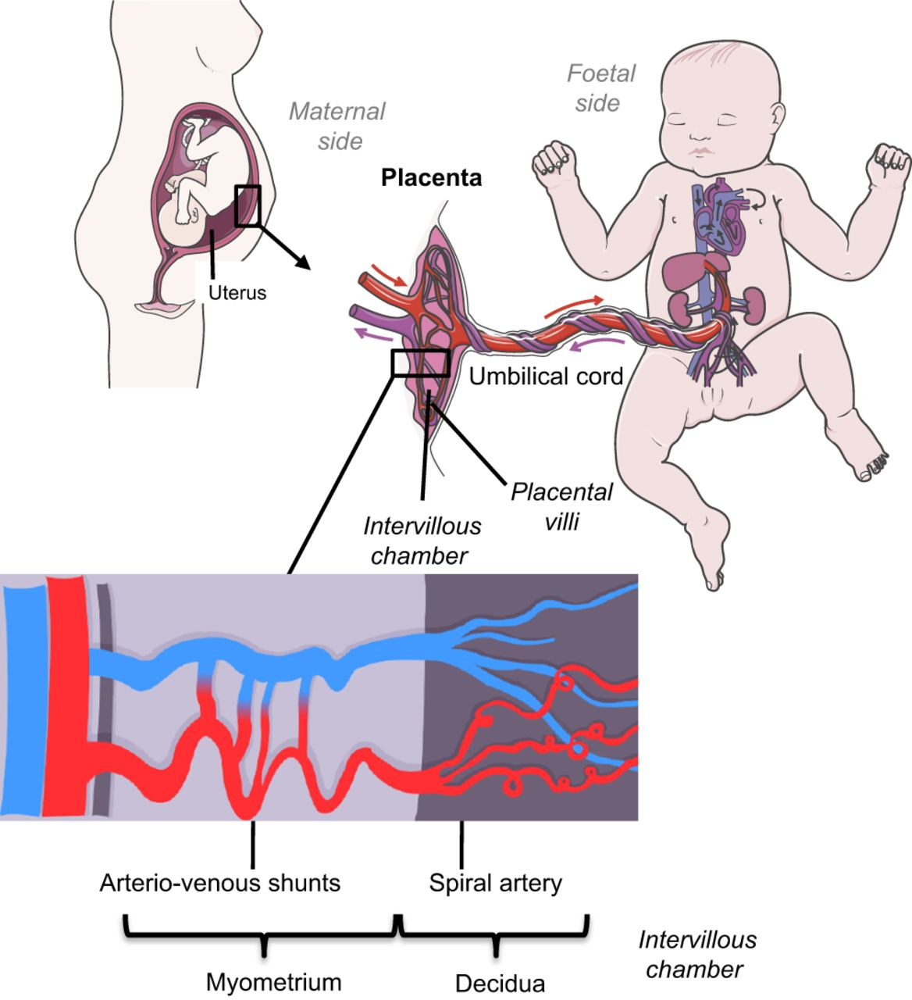 Foetal
side
Maternal
side
Placenta
Uterus
Umbilical cord
Placental
villi
Intervillous
chamber
Arterio-venous shunts
Spiral artery
Intervillous
chamber
Myometrium
Decidua